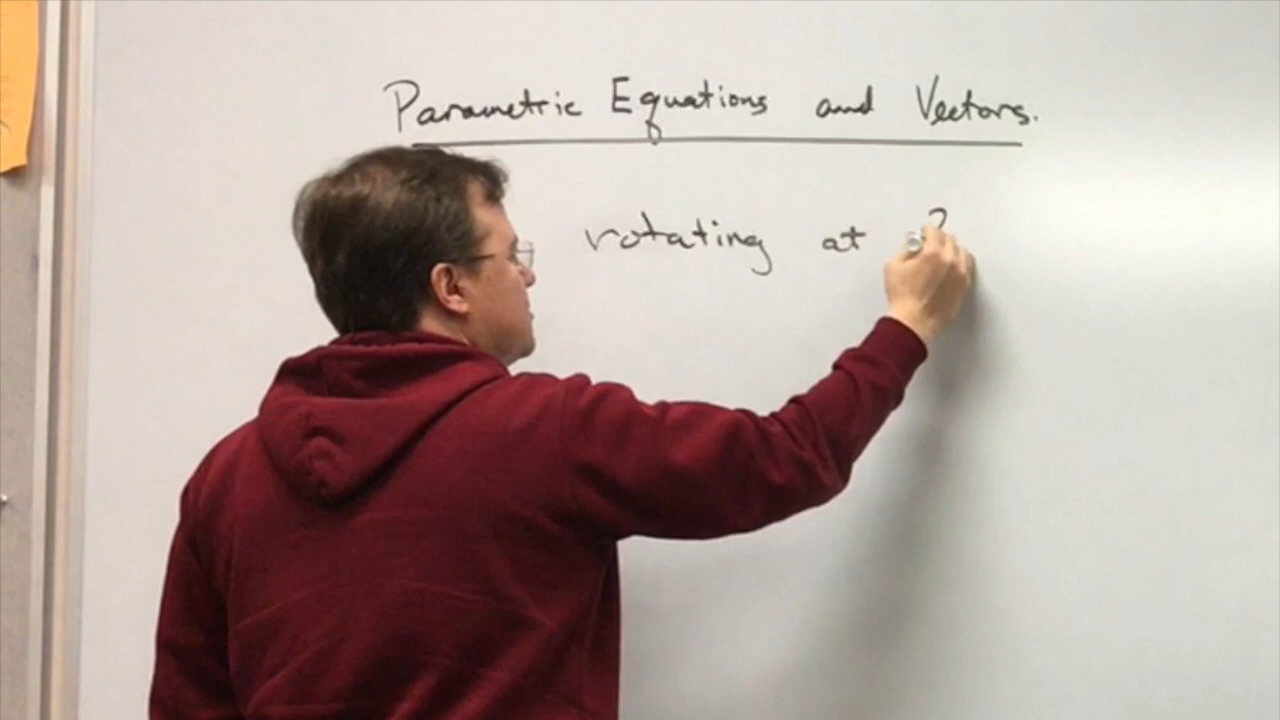 Parametric Equations and Vectors.
rotating at